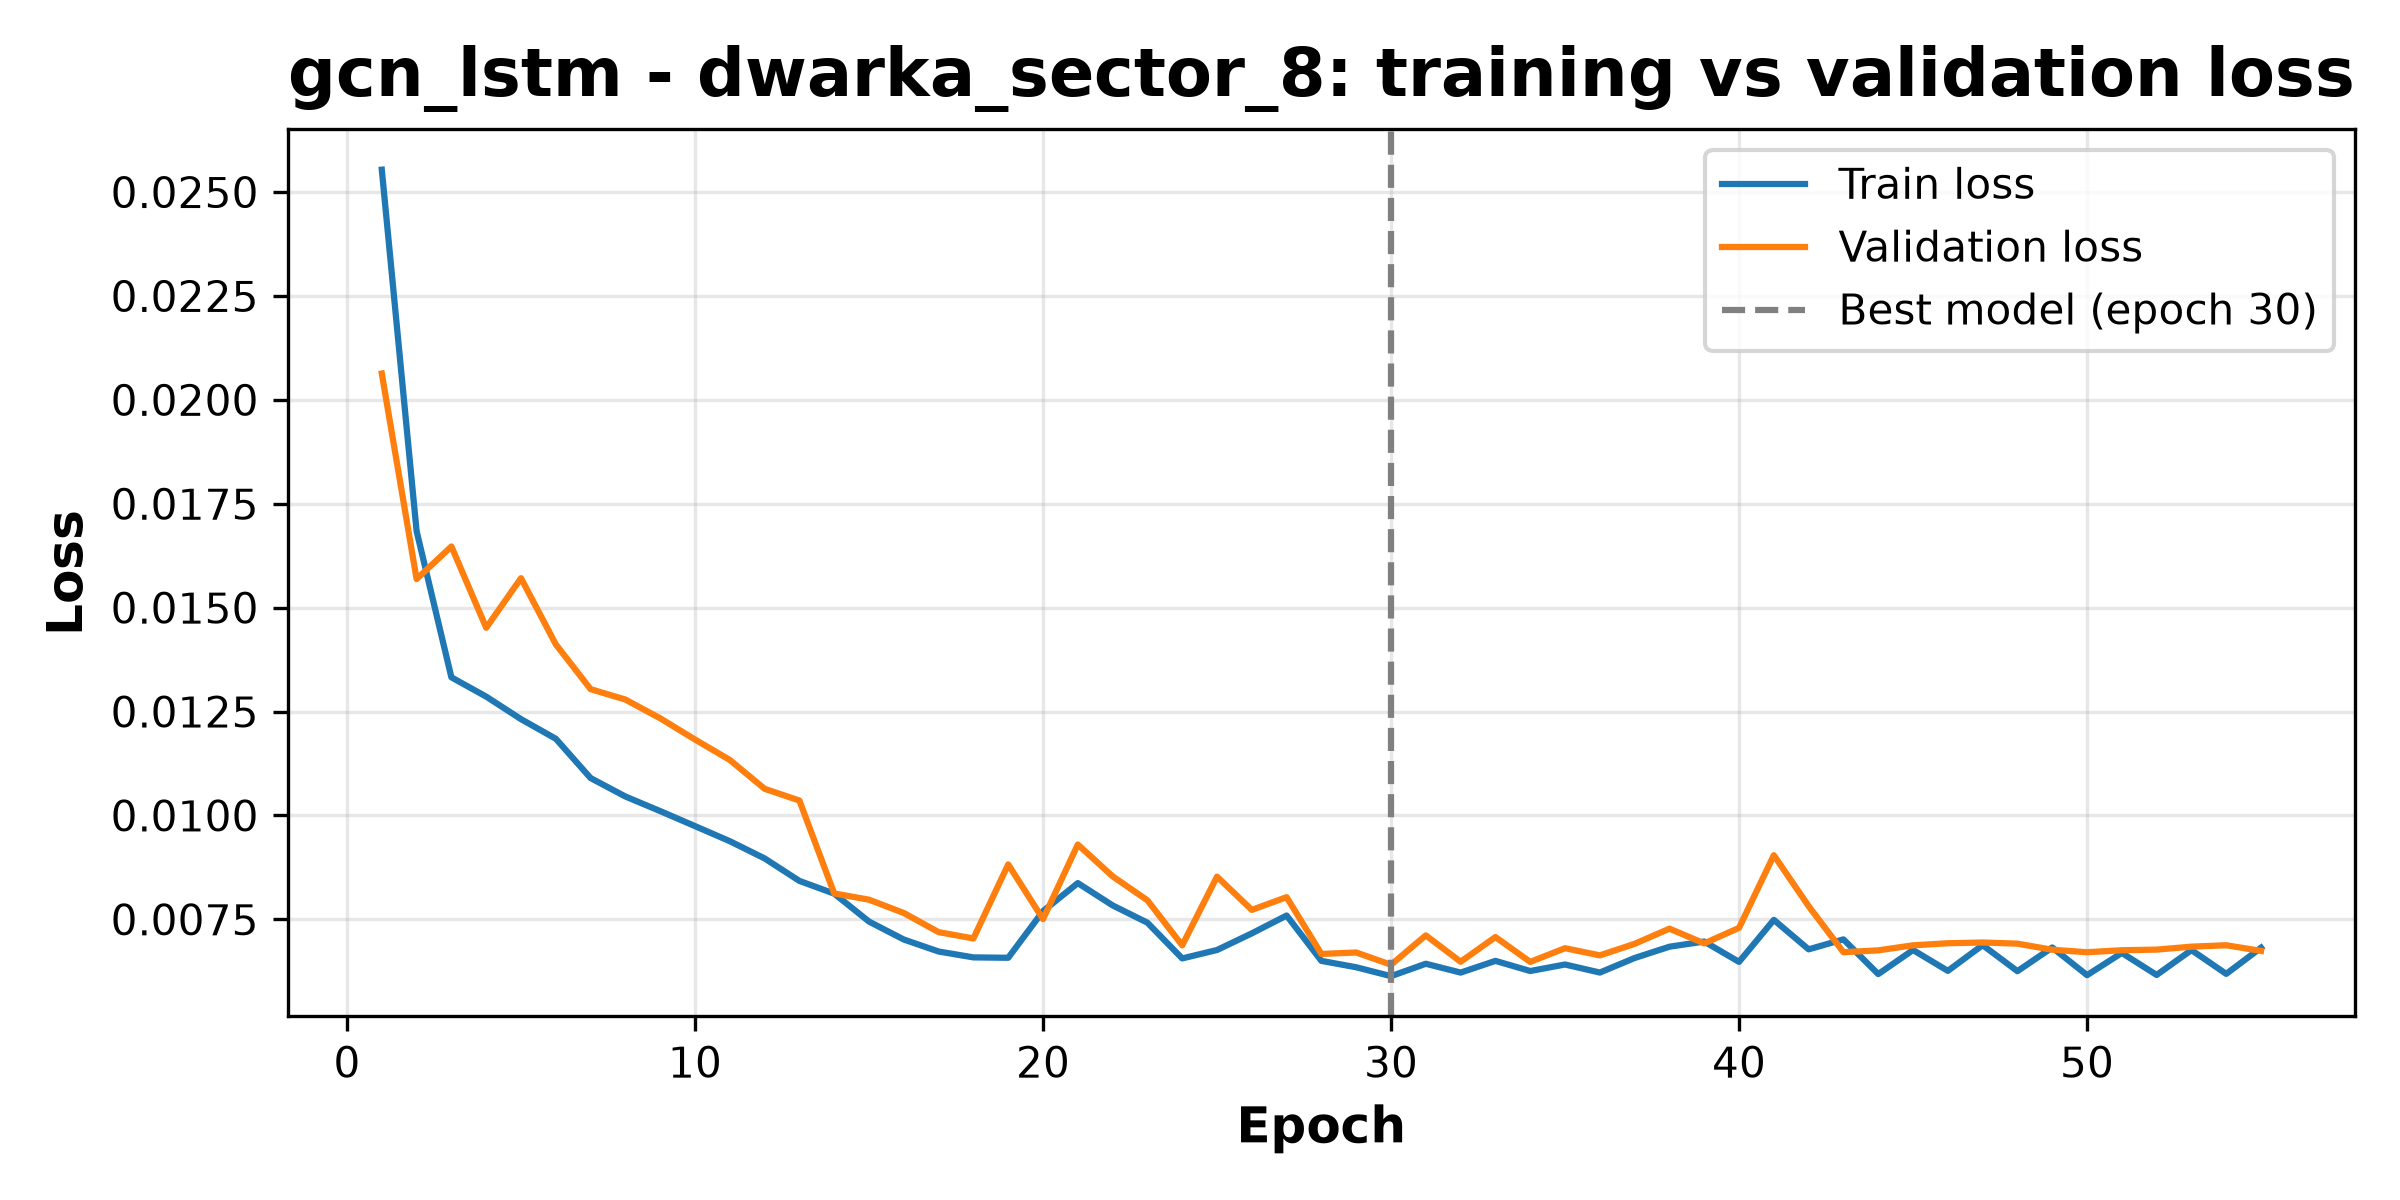 gcn_lstm - dwarka_sector_8: training vs validation loss
Train loss
Validation loss
Best model (epoch 30)
Loss
0.0250
0.0225
0.0200
0.0175
0.0150
0.0125
0.0100
0.0075
0 10 20 30 40 50
Epoch